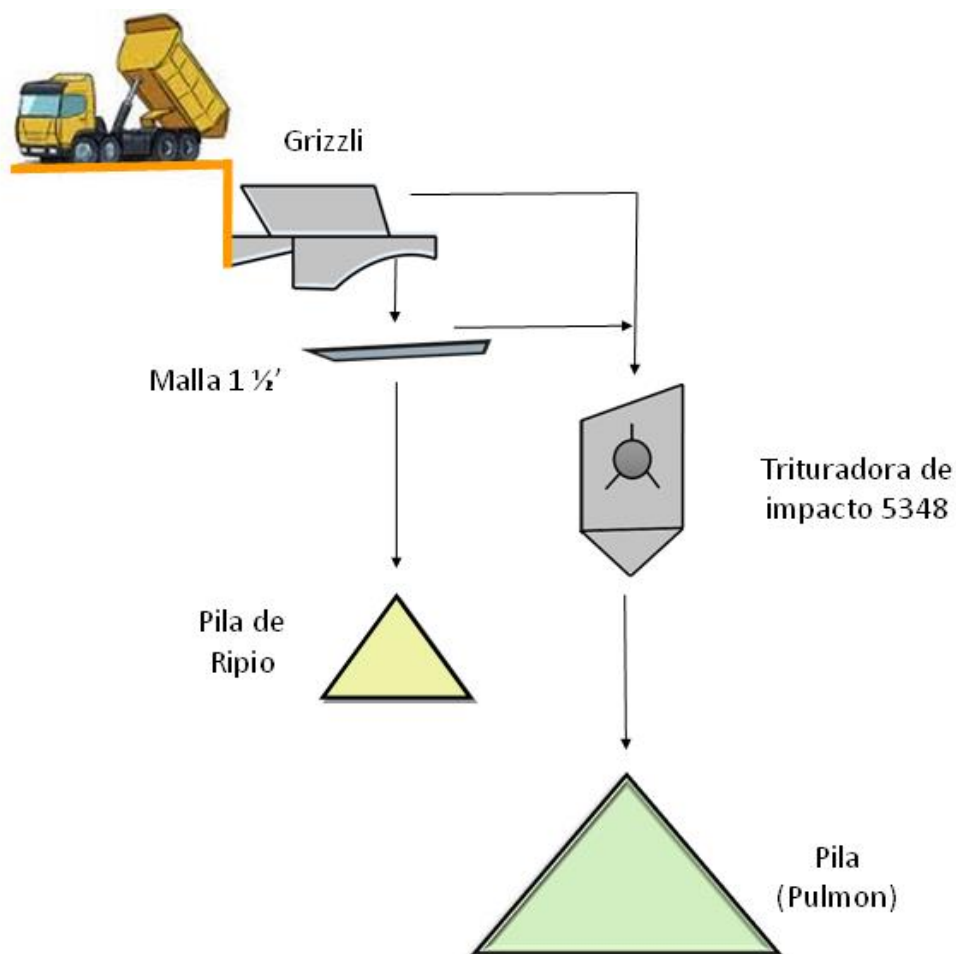 Grizzli
Malla 1 ½’
Trituradora de
impacto 5348
Pila de
Ripio
Pila
(Pulmon)